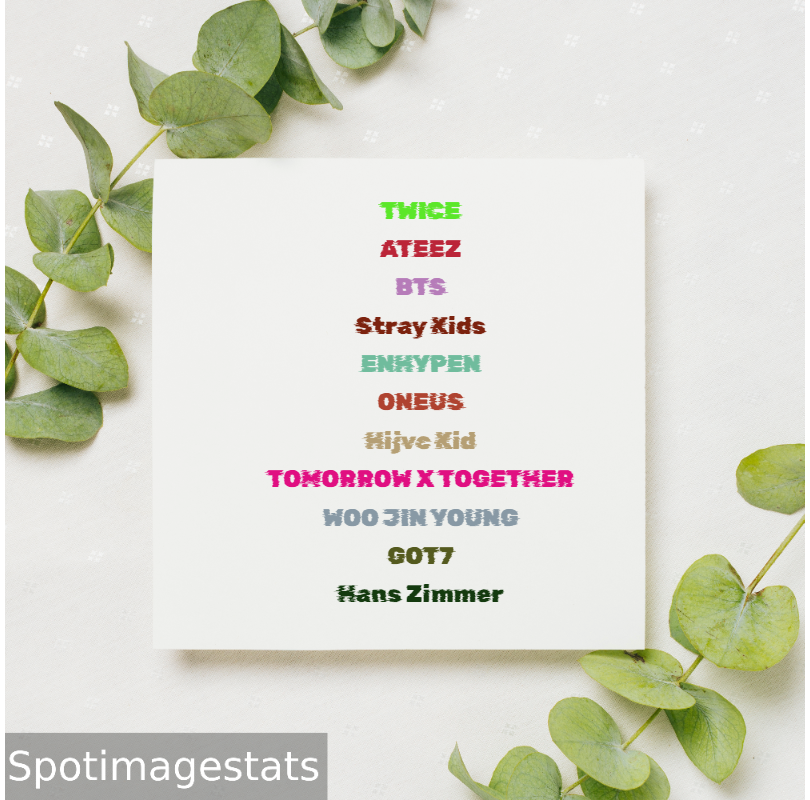 TWICE
ATEEZ
BTS
Stray Kids
ENHYPEN
ONEUS
Hijve Kid
TOMORROW X TOGETHER
WOO JIN YOUNG
GOT7
Hans Zimmer
Spotimagestats